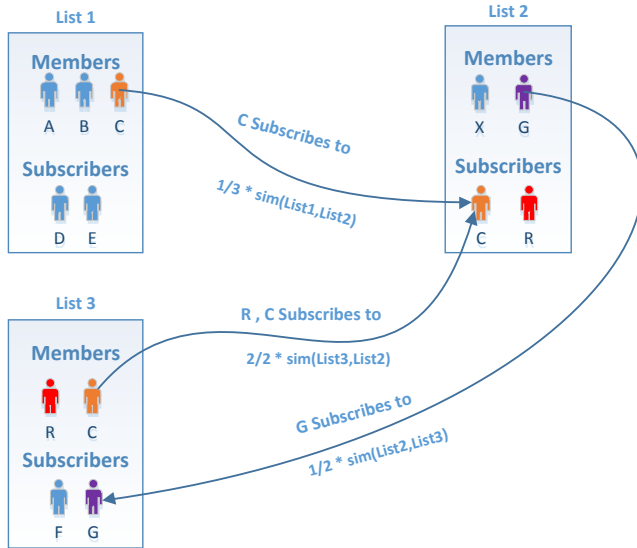 List 1
Members
A B C
Subscribers
D E
List 2
Members
X G
Subscribers
C R
C Subscribes to
1/3 * sim(List1,List2)
List 3
Members
R C
Subscribers
F G
R , C Subscribes to
2/2 * sim(List3,List2)
G Subscribes to
1/2 * sim(List2,List3)